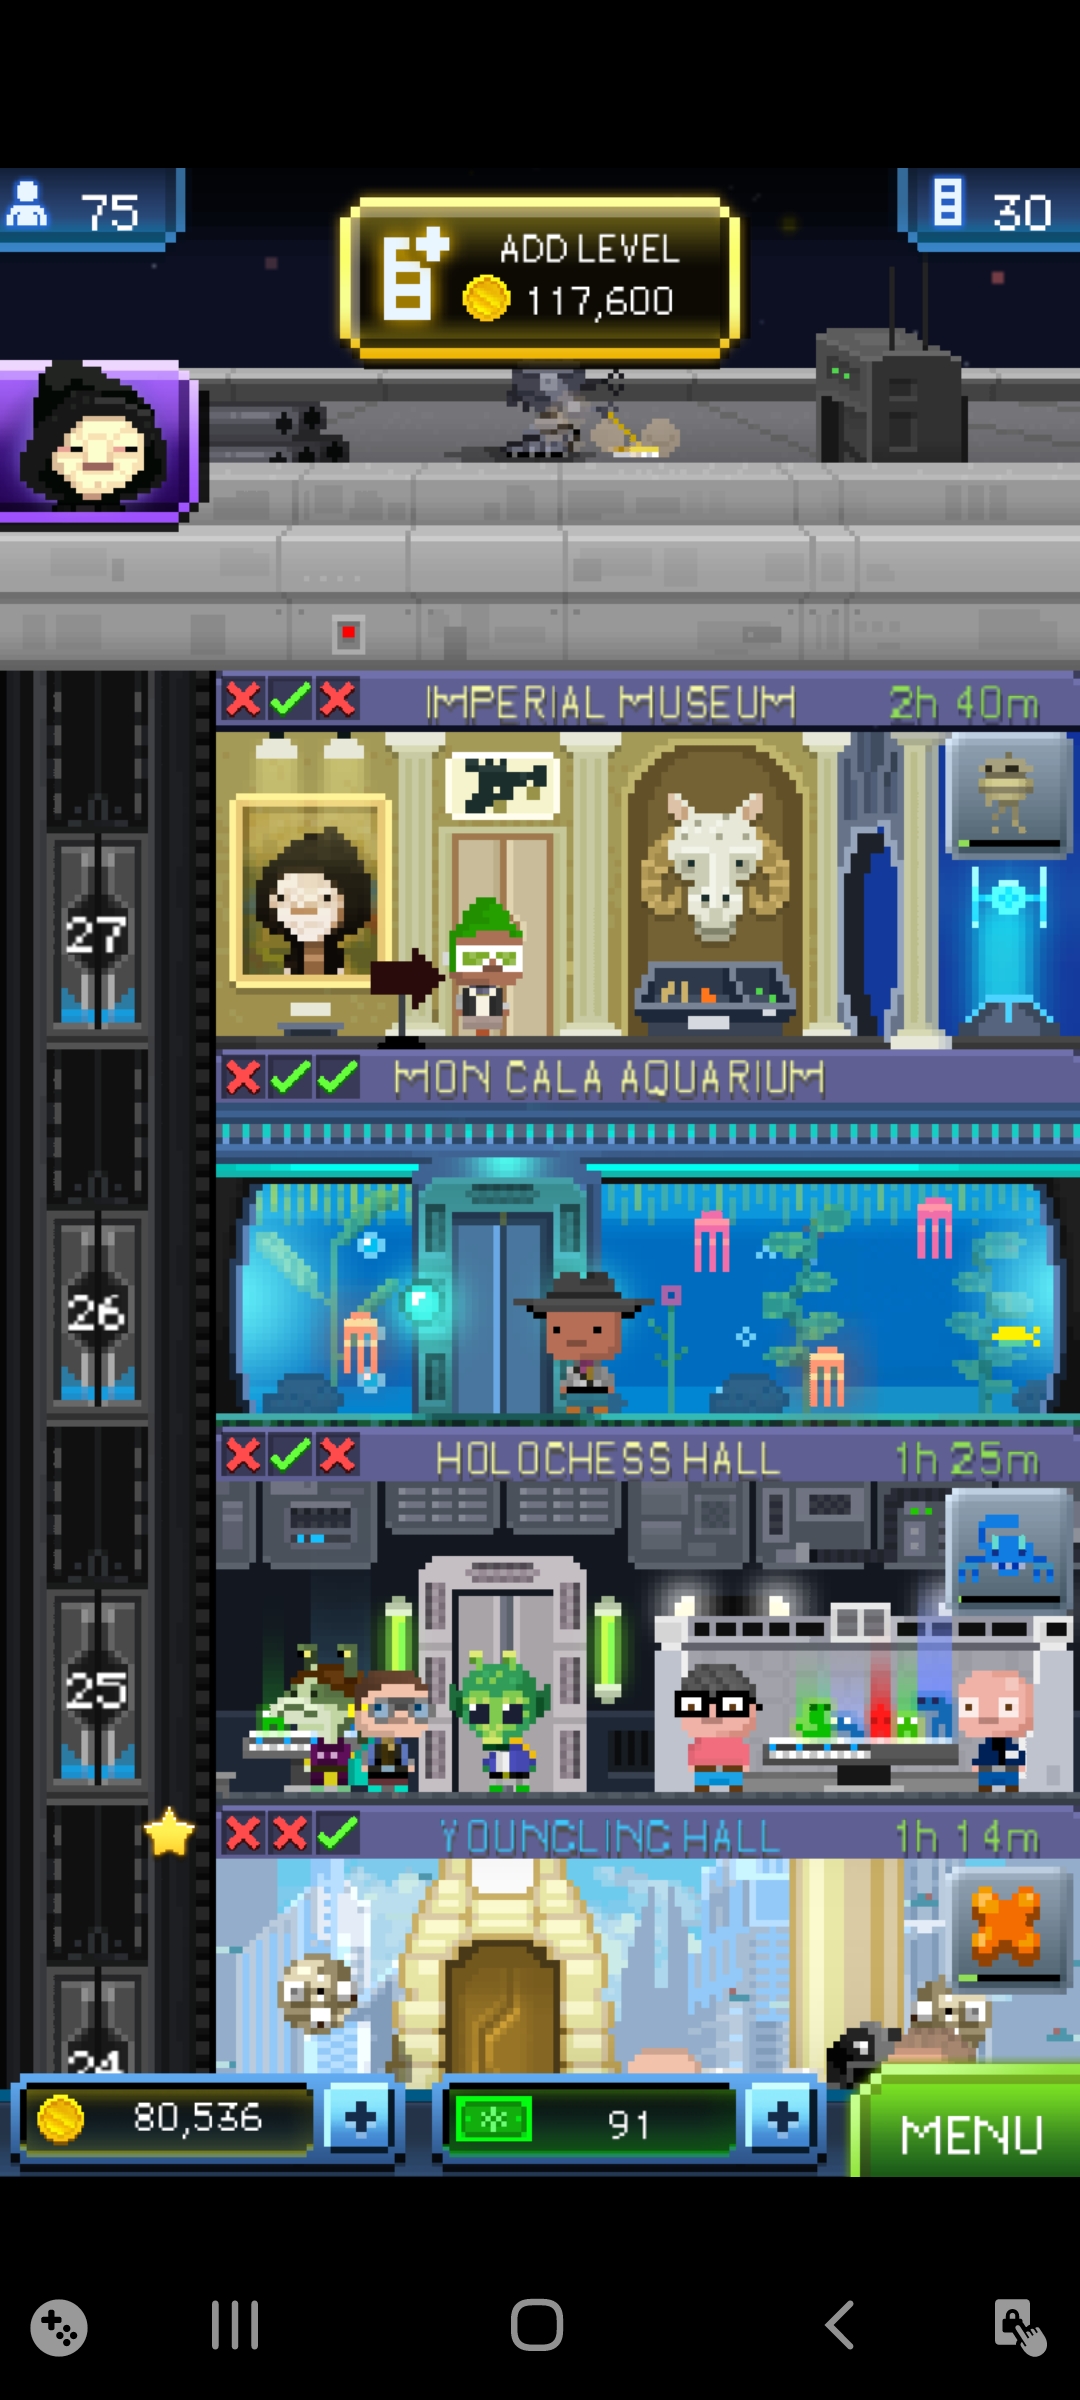 75
ADD LEVEL
117,600
30
IMPERIAL MUSEUM 2h 40m
27
MON CALA AQUARIUM
26
HOLOCHESS HALL 1h 25m
25
YOUNGLING HALL 1h 14m
24
80,536
91
MENU